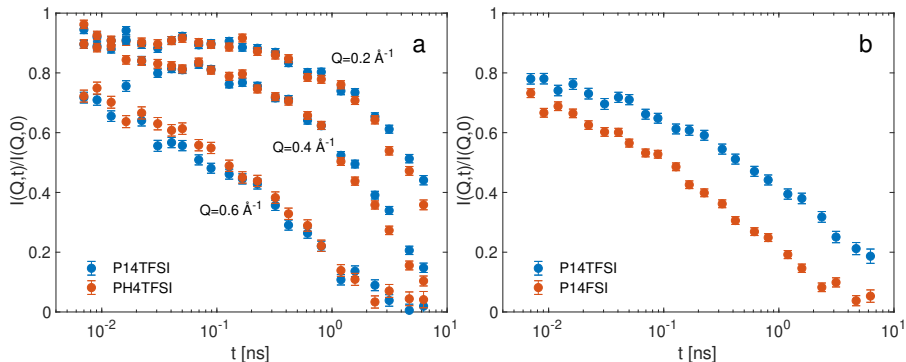 1
0.8
0.6
0.4
0.2
0
I(Q,t)/I(Q,0)
a
Q=0.2 Å⁻¹
Q=0.4 Å⁻¹
Q=0.6 Å⁻¹
P14TFSI
PH4TFSI
10⁻² 10⁻¹ 10⁰ 10¹
t [ns]
1
0.8
0.6
0.4
0.2
0
I(Q,t)/I(Q,0)
b
P14TFSI
P14FSI
10⁻² 10⁻¹ 10⁰ 10¹
t [ns]